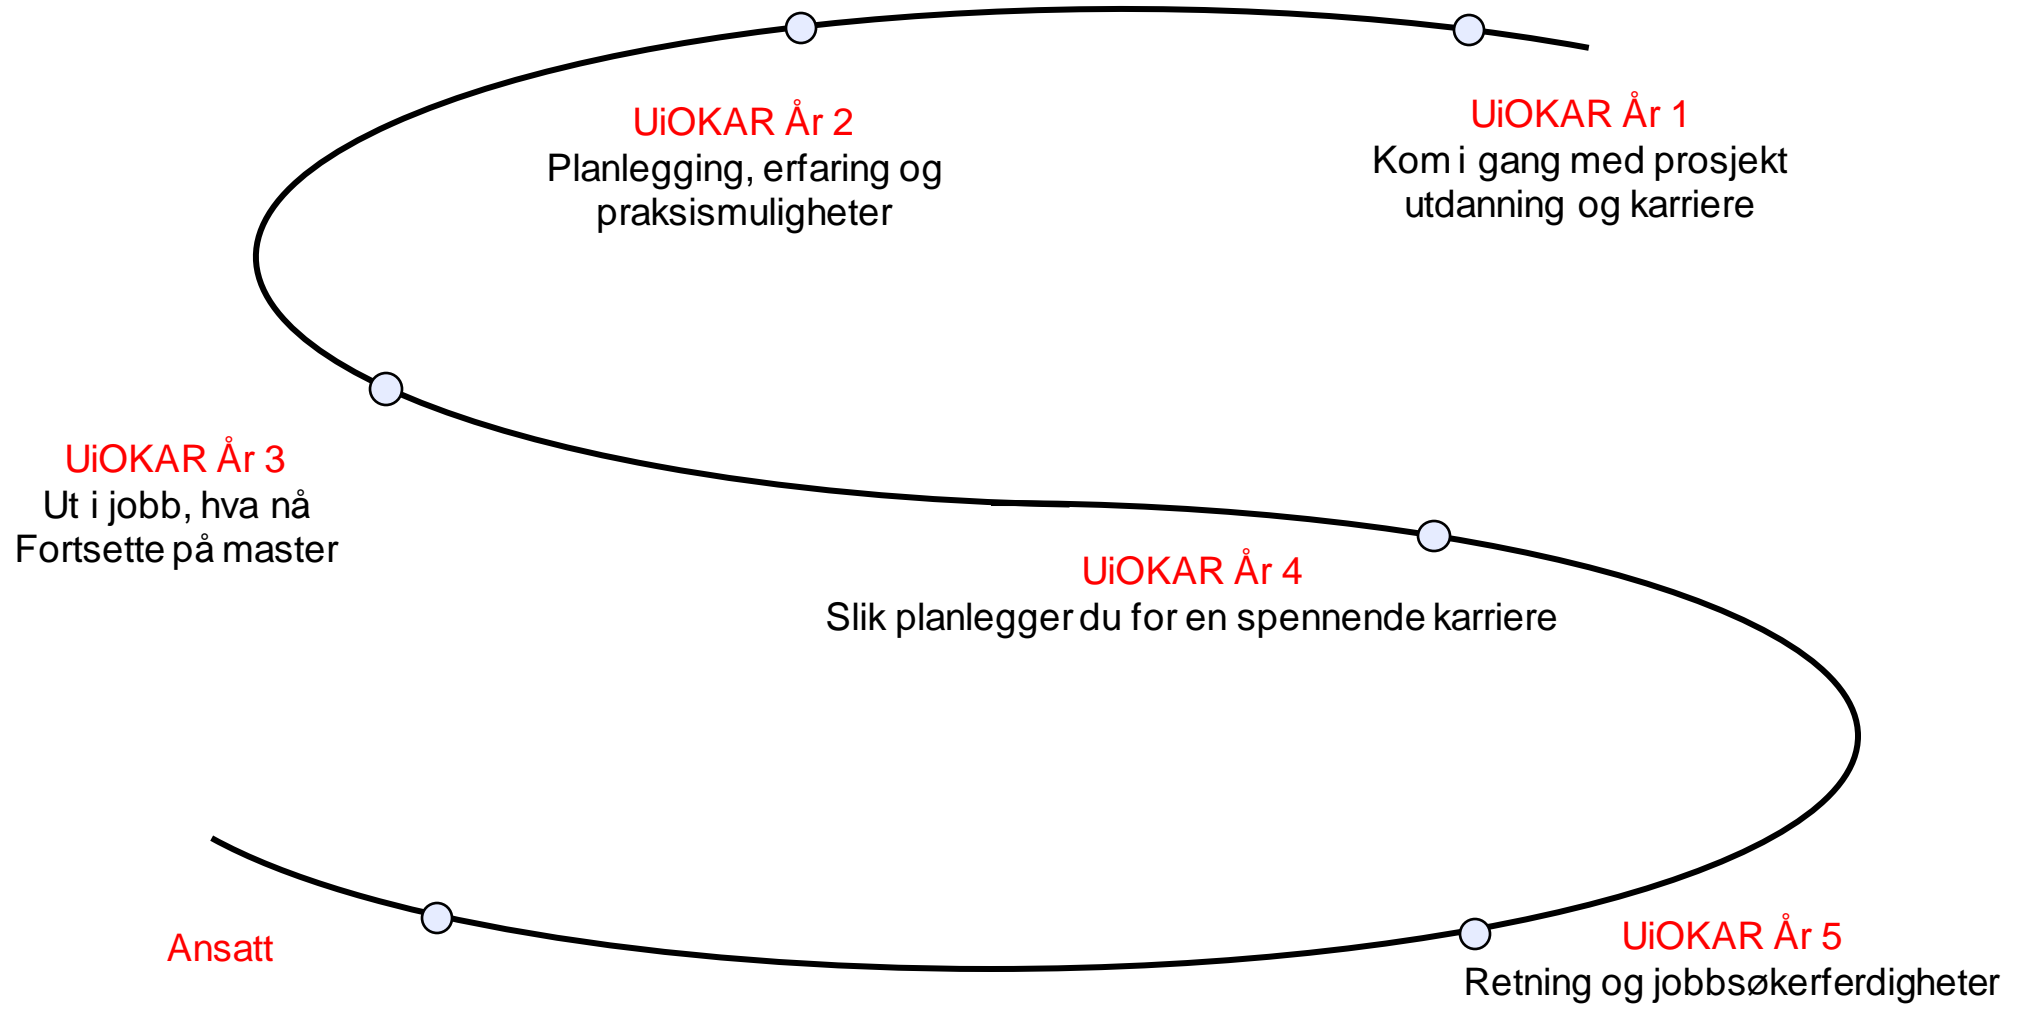 UiOKAR År 1
Kom i gang med prosjekt
utdanning og karriere
UiOKAR År 2
Planlegging, erfaring og
praksismuligheter
UiOKAR År 3
Ut i jobb, hva nå
Fortsette på master
UiOKAR År 4
Slik planlegger du for en spennende karriere
UiOKAR År 5
Retning og jobbsøkerferdigheter
Ansatt